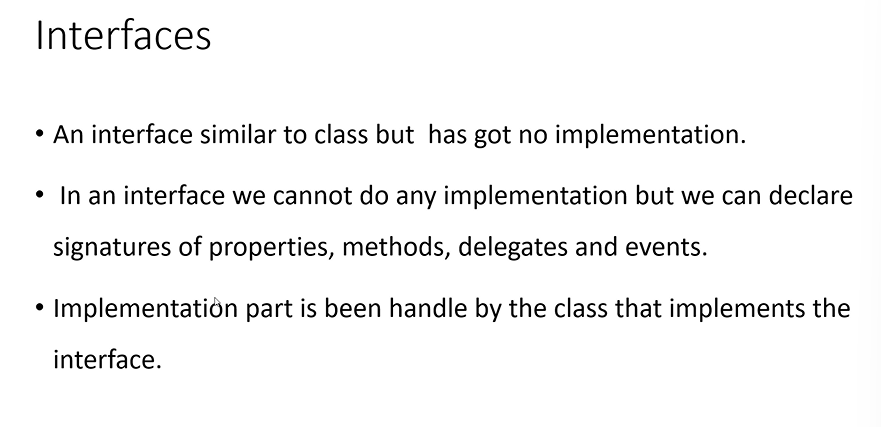 Interfaces
• An interface similar to class but  has got no implementation.
•  In an interface we cannot do any implementation but we can declare
signatures of properties, methods, delegates and events.
• Implementation part is been handle by the class that implements the
interface.